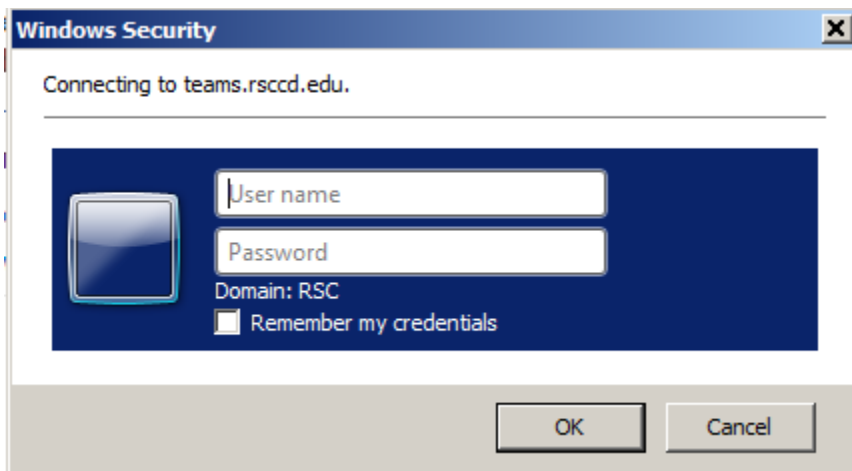 Windows Security
Connecting to teams.rsccd.edu.
User name
Password
Domain: RSC
Remember my credentials
OK
Cancel